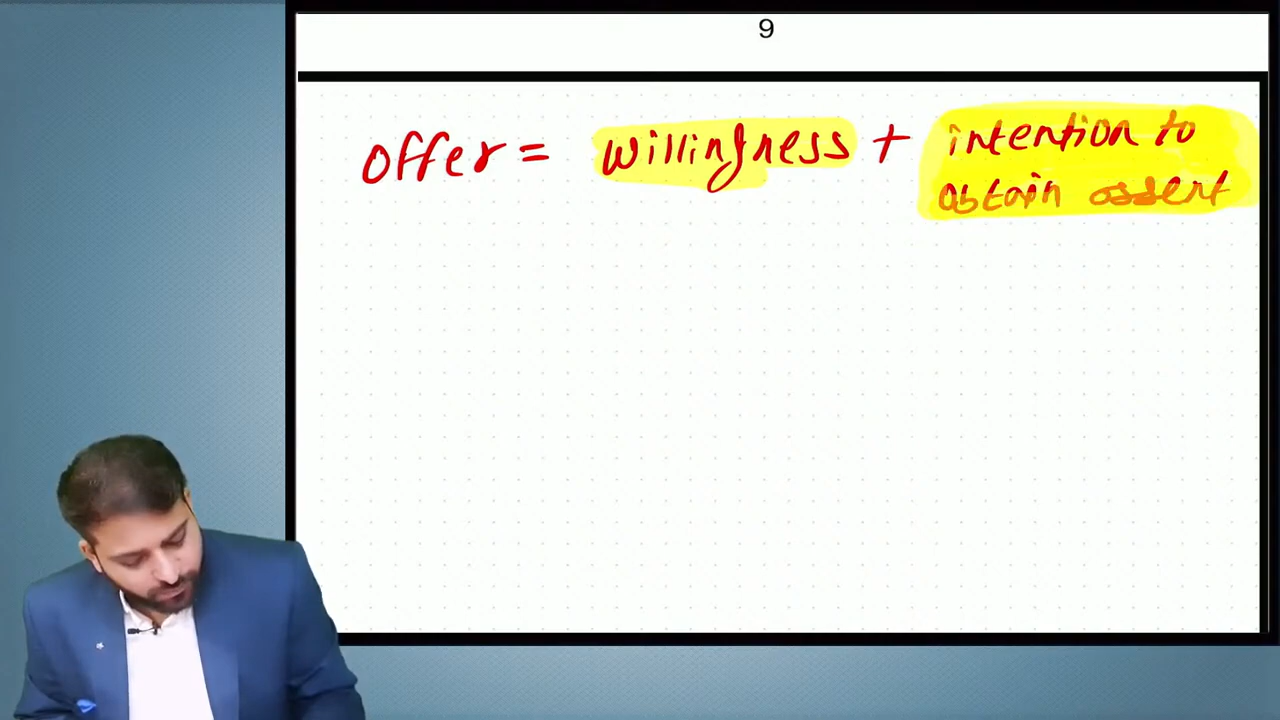 9
offer = willingness + intention to
obtain assent